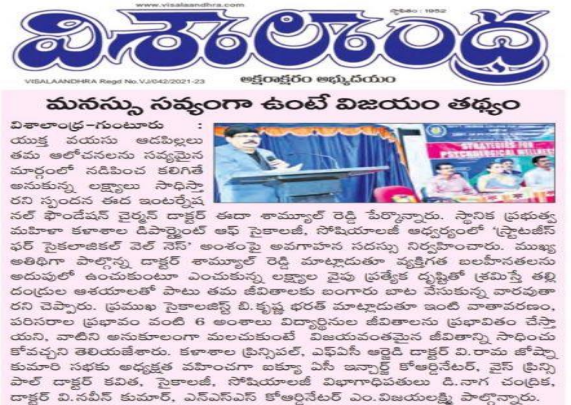 www.visalaandhra.com
స్థాపితం : 1952
విశాలాంధ్ర
VISALAANDHRA Regd No.VJ/042/2021-23
అక్షరాక్షరం అభ్యుదయం
మనస్సు సవ్యంగా ఉంటే విజయం తథ్యం
విశాలాంధ్ర-గుంటూరు :
యుక్త వయసు ఆడపిల్లలు
తమ ఆలోచనలను సవ్యమైన
మార్గంలో నడిపించ కలిగితే
అనుకున్న లక్ష్యాలు సాధిస్తా
రని స్పందన ఈద ఇంటర్నేష
నల్ ఫౌండేషన్ చైర్మన్ డాక్టర్ ఈదా శామ్యూల్ రెడ్డి పేర్కొన్నారు. స్థానిక ప్రభుత్వ
మహిళా కళాశాల డిపార్ట్మెంట్ ఆఫ్ సైకాలజీ, సోషియాలజీ ఆధ్వర్యంలో 'స్ట్రాటజీస్
ఫర్ సైకలాజికల్ వెల్ నెస్' అంశంపై అవగాహన సదస్సు నిర్వహించారు. ముఖ్య
అతిథిగా పాల్గొన్న డాక్టర్ శామ్యూల్ రెడ్డి మాట్లాడుతూ వ్యక్తిగత బలహీనతలను
అదుపులో ఉంచుకుంటూ ఎంచుకున్న లక్ష్యాల వైపు ప్రత్యేక దృష్టితో శ్రమిస్తే తల్లి
దండ్రుల ఆశయాలతో పాటు తమ జీవితాలకు బంగారు బాట వేసుకున్న వారవుతా
రని చెప్పారు. ప్రముఖ సైకాలజిస్ట్ బి.కృష్ణ భరత్ మాట్లాడుతూ ఇంటి వాతావరణం,
పరిసరాల ప్రభావం వంటి 6 అంశాలు విద్యార్థినుల జీవితాలను ప్రభావితం చేస్తా
యని, వాటిని అనుకూలంగా మలచుకుంటే విజయవంతమైన జీవితాన్ని సాధించు
కోవచ్చని తెలియజేశారు. కళాశాల ప్రిన్సిపల్, ఎఫ్ఏసీ ఆర్జెడి డాక్టర్ వి.రామ జోష్నా
కుమారి సభకు అధ్యక్షత వహించగా ఐక్యూ ఏసీ ఇన్చార్జ్ కోఆర్డినేటర్, వైస్ ప్రిన్సి
పాల్ డాక్టర్ కవిత, సైకాలజీ, సోషియాలజీ విభాగాధిపతులు డి.నాగ చంద్రిక,
డాక్టర్ వి.నవీన్ కుమార్, ఎన్ఎస్ఎస్ కోఆర్డినేటర్ ఎం.విజయలక్ష్మి పాల్గొన్నారు.
STRATEGIES FOR
PSYCHOLOGICAL WELLNESS